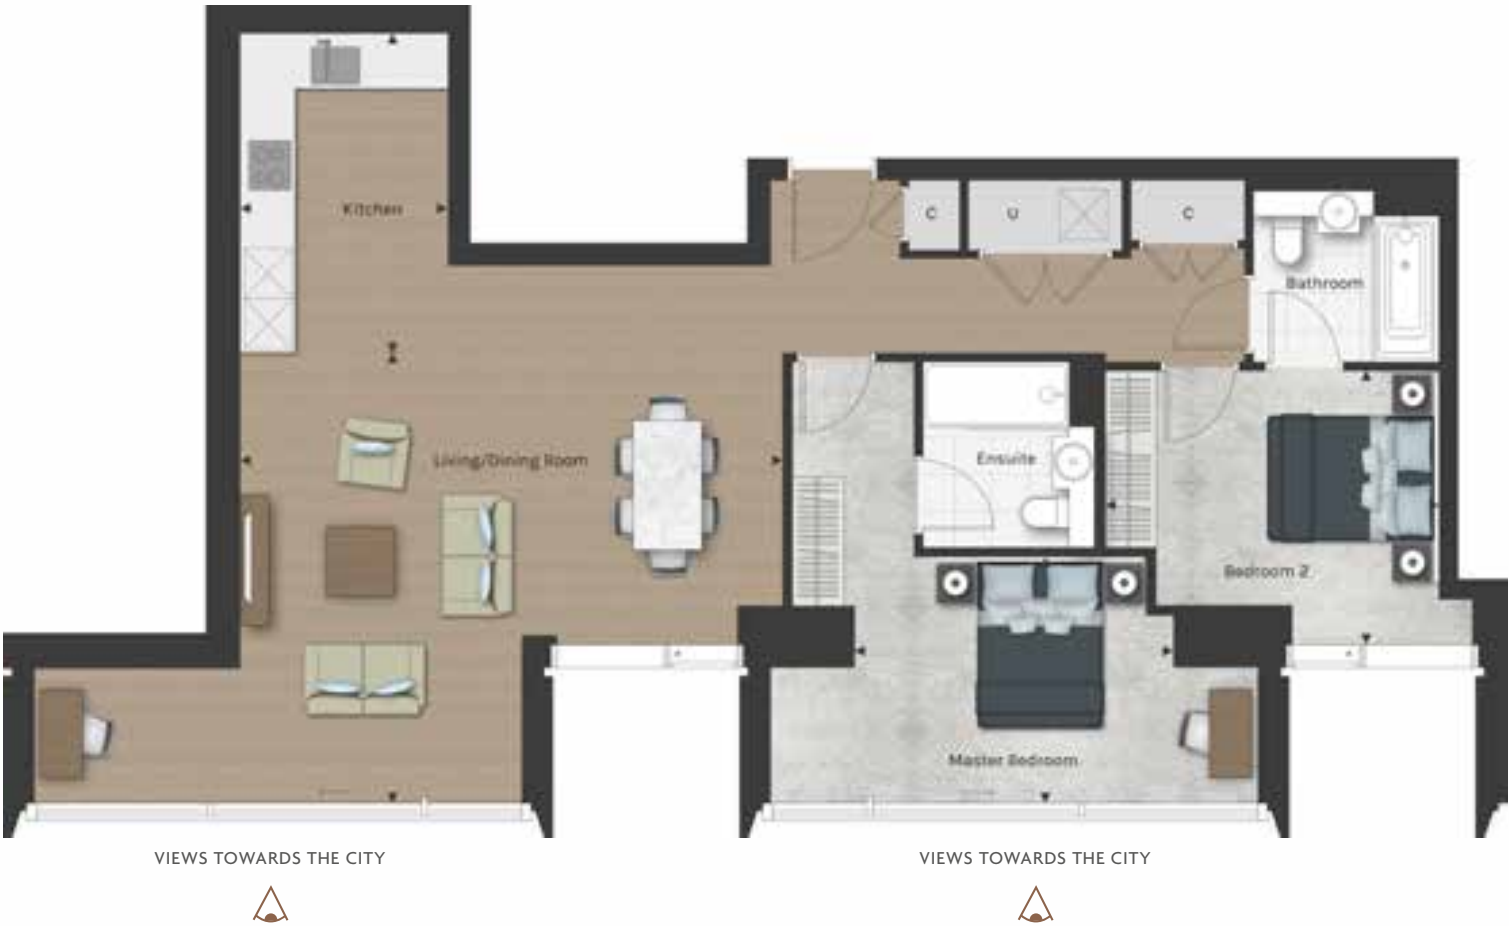 C
U
C
Kitchen
Bathroom
Living/Dining Room
Ensuite
Bedroom 2
Master Bedroom
VIEWS TOWARDS THE CITY
VIEWS TOWARDS THE CITY